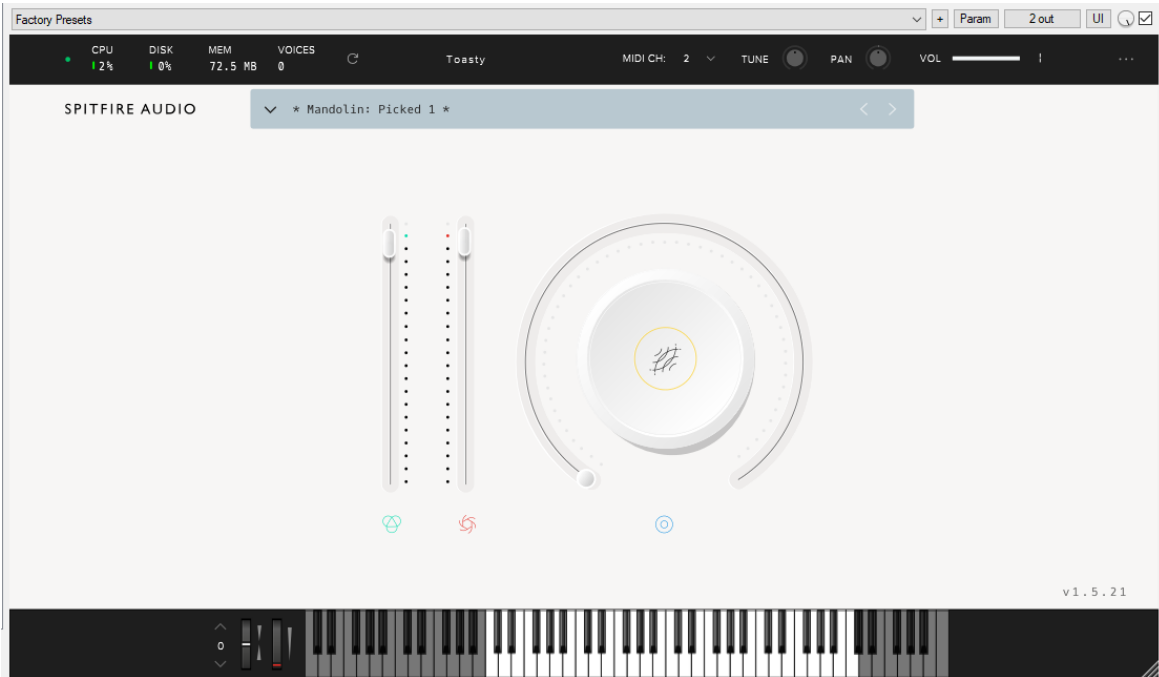 Factory Presets + Param 2 out UI
CPU DISK MEM VOICES
2% 0% 72.5 MB 0
Toasty MIDI CH: 2 TUNE PAN VOL ...
SPITFIRE AUDIO * Mandolin: Picked 1 *
v1.5.21
0